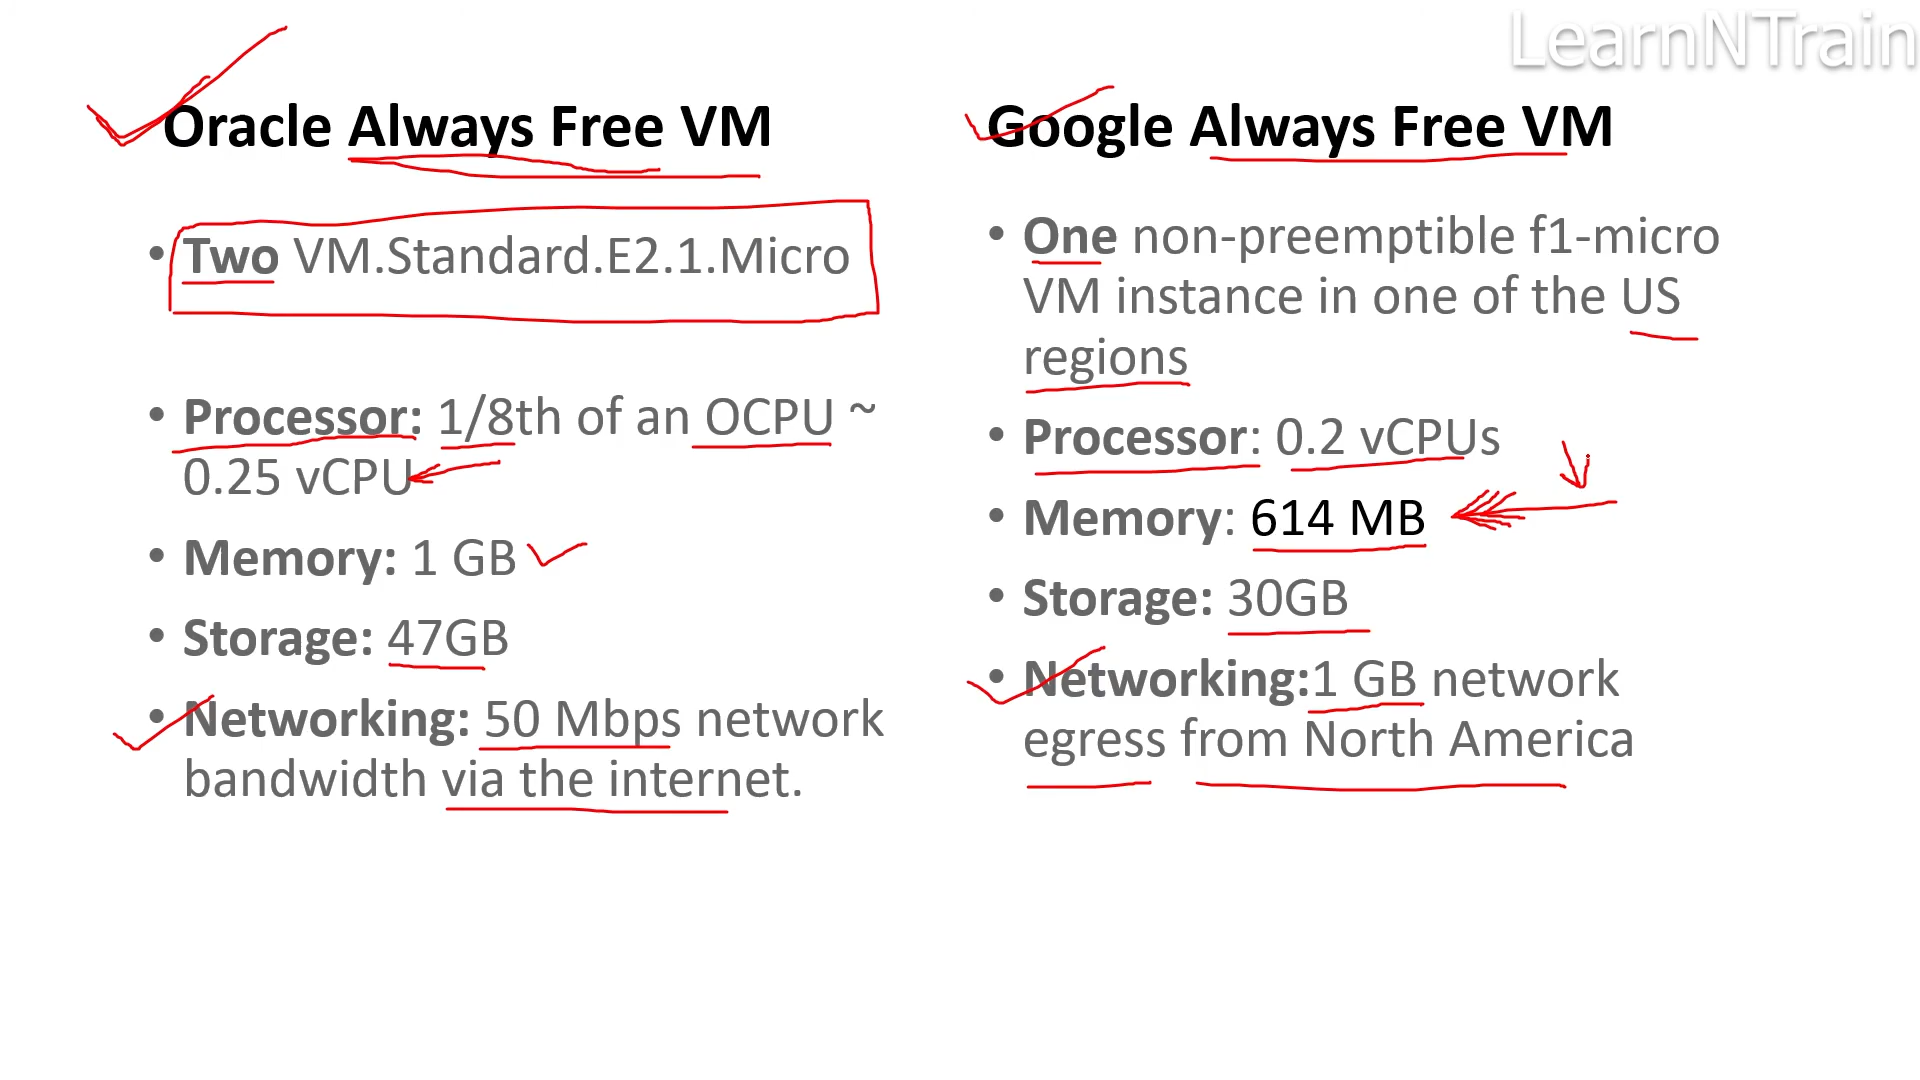 LearnNTrain
Oracle Always Free VM
• Two VM.Standard.E2.1.Micro
• Processor: 1/8th of an OCPU ~
0.25 vCPU
• Memory: 1 GB
• Storage: 47GB
• Networking: 50 Mbps network
bandwidth via the internet.
Google Always Free VM
• One non-preemptible f1-micro
VM instance in one of the US
regions
• Processor: 0.2 vCPUs
• Memory: 614 MB
• Storage: 30GB
• Networking:1 GB network
egress from North America